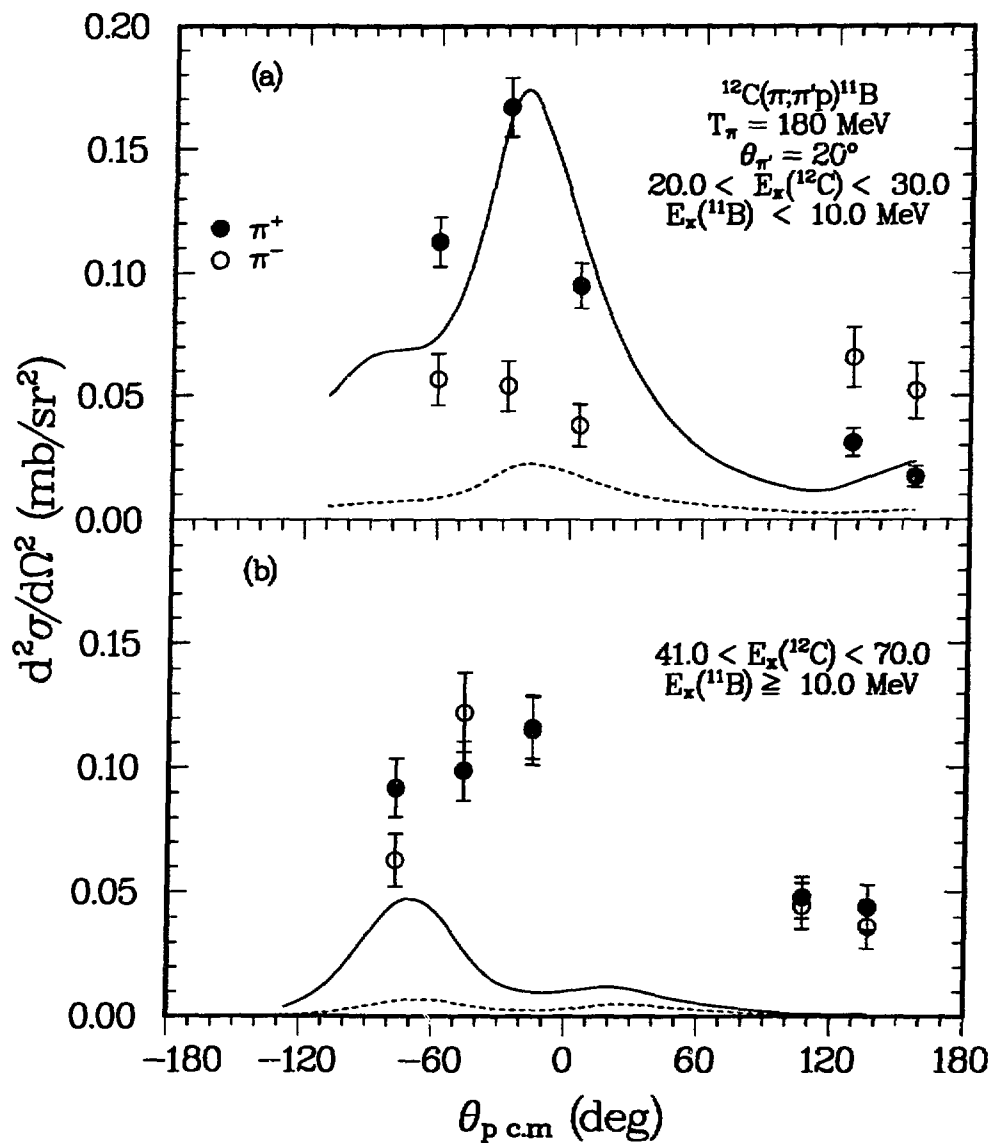 0.20
(a)
¹²C(π,π'p)¹¹B
T_π = 180 MeV
θ_π' = 20°
20.0 < E_x(¹²C) < 30.0
E_x(¹¹B) < 10.0 MeV
0.15
● π⁺
○ π⁻
0.10
0.05
0.00
d²σ/dΩ² (mb/sr²)
(b)
41.0 < E_x(¹²C) < 70.0
E_x(¹¹B) ≧ 10.0 MeV
0.15
0.10
0.05
0.00
−180 −120 −60 0 60 120 180
θ_p c.m (deg)